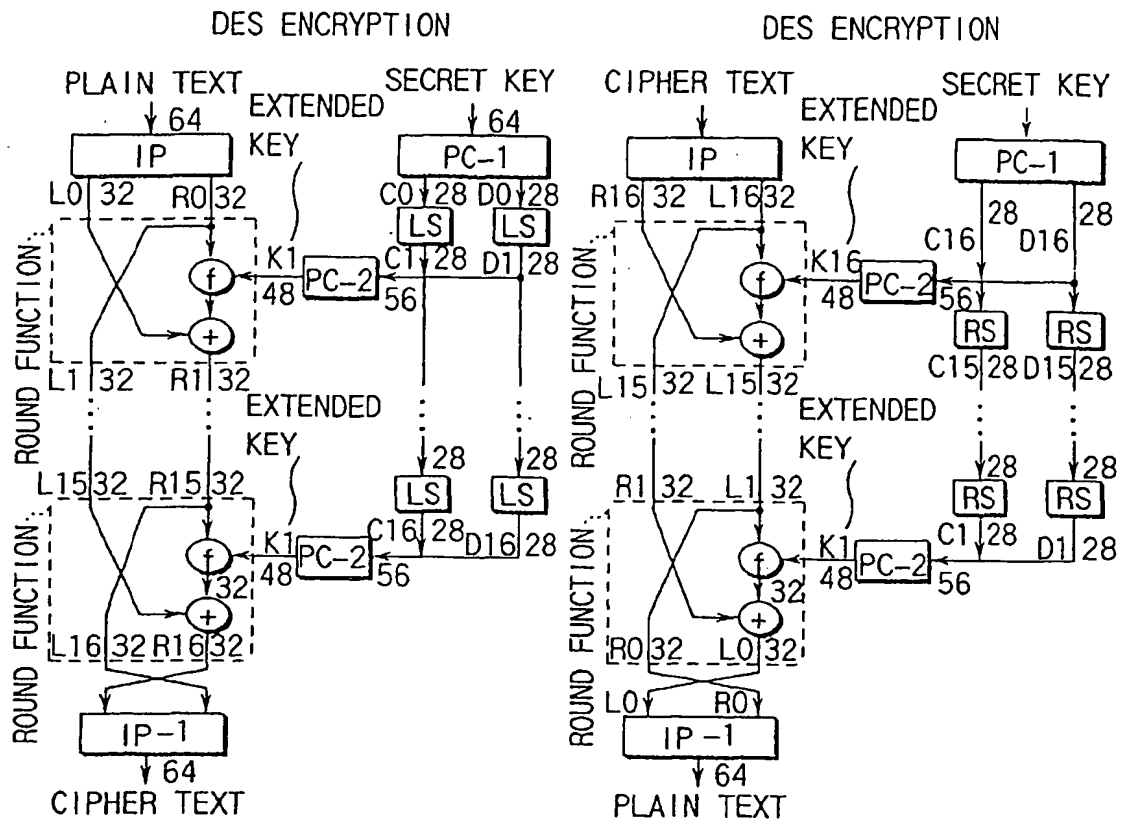 DES ENCRYPTION
PLAIN TEXT
SECRET KEY
64
EXTENDED
KEY
64
IP
PC-1
L0 32
R0 32
C0 28
D0 28
LS
LS
ROUND FUNCTION
K1
C1 28
D1 28
f
48
PC-2
56
+
L1 32
R1 32
EXTENDED
KEY
28
28
L15 32
R15 32
LS
LS
ROUND FUNCTION
K1
C16 28
D16 28
f
48
PC-2
56
32
+
L16 32
R16 32
IP-1
64
CIPHER TEXT
DES ENCRYPTION
CIPHER TEXT
SECRET KEY
EXTENDED
KEY
IP
PC-1
R16 32
L16 32
28
28
C16
D16
ROUND FUNCTION
K16
f
48
PC-2
56
RS
RS
+
C15 28
D15 28
L15 32
L15 32
EXTENDED
KEY
28
28
R1 32
L1 32
RS
RS
ROUND FUNCTION
K1
C1 28
D1 28
f
48
PC-2
56
32
+
R0 32
L0 32
L0
R0
IP-1
64
PLAIN TEXT